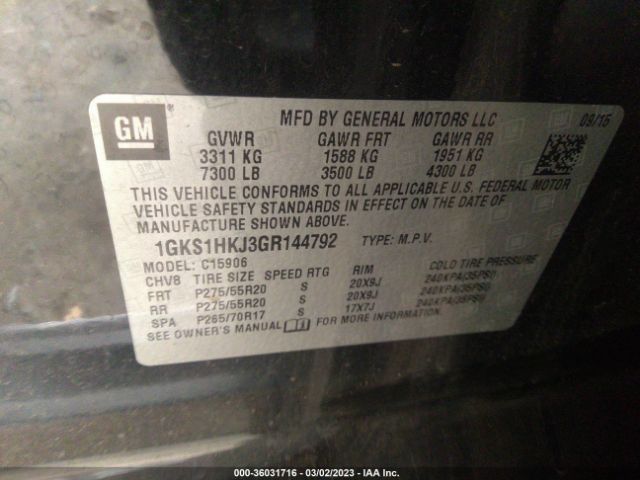 GM
MFD BY GENERAL MOTORS LLC 09/15
GVWR GAWR FRT GAWR RR
3311 KG 1588 KG 1951 KG
7300 LB 3500 LB 4300 LB
THIS VEHICLE CONFORMS TO ALL APPLICABLE U.S. FEDERAL MOTOR
VEHICLE SAFETY STANDARDS IN EFFECT ON THE DATE OF
MANUFACTURE SHOWN ABOVE.
1GKS1HKJ3GR144792 TYPE: M.P.V.
MODEL: C15906
CHV8 TIRE SIZE SPEED RTG RIM COLD TIRE PRESSURE
FRT P275/55R20 S 20X9J 240KPA(35PSI)
RR P275/55R20 S 20X9J 240KPA(35PSI)
SPA P265/70R17 S 17X7J 240KPA(35PSI)
SEE OWNER'S MANUAL FOR MORE INFORMATION.
000-36031716 - 03/02/2023 - IAA Inc.